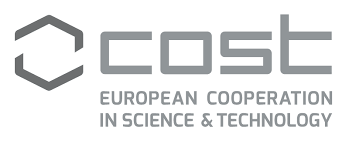 cost
EUROPEAN COOPERATION
IN SCIENCE & TECHNOLOGY